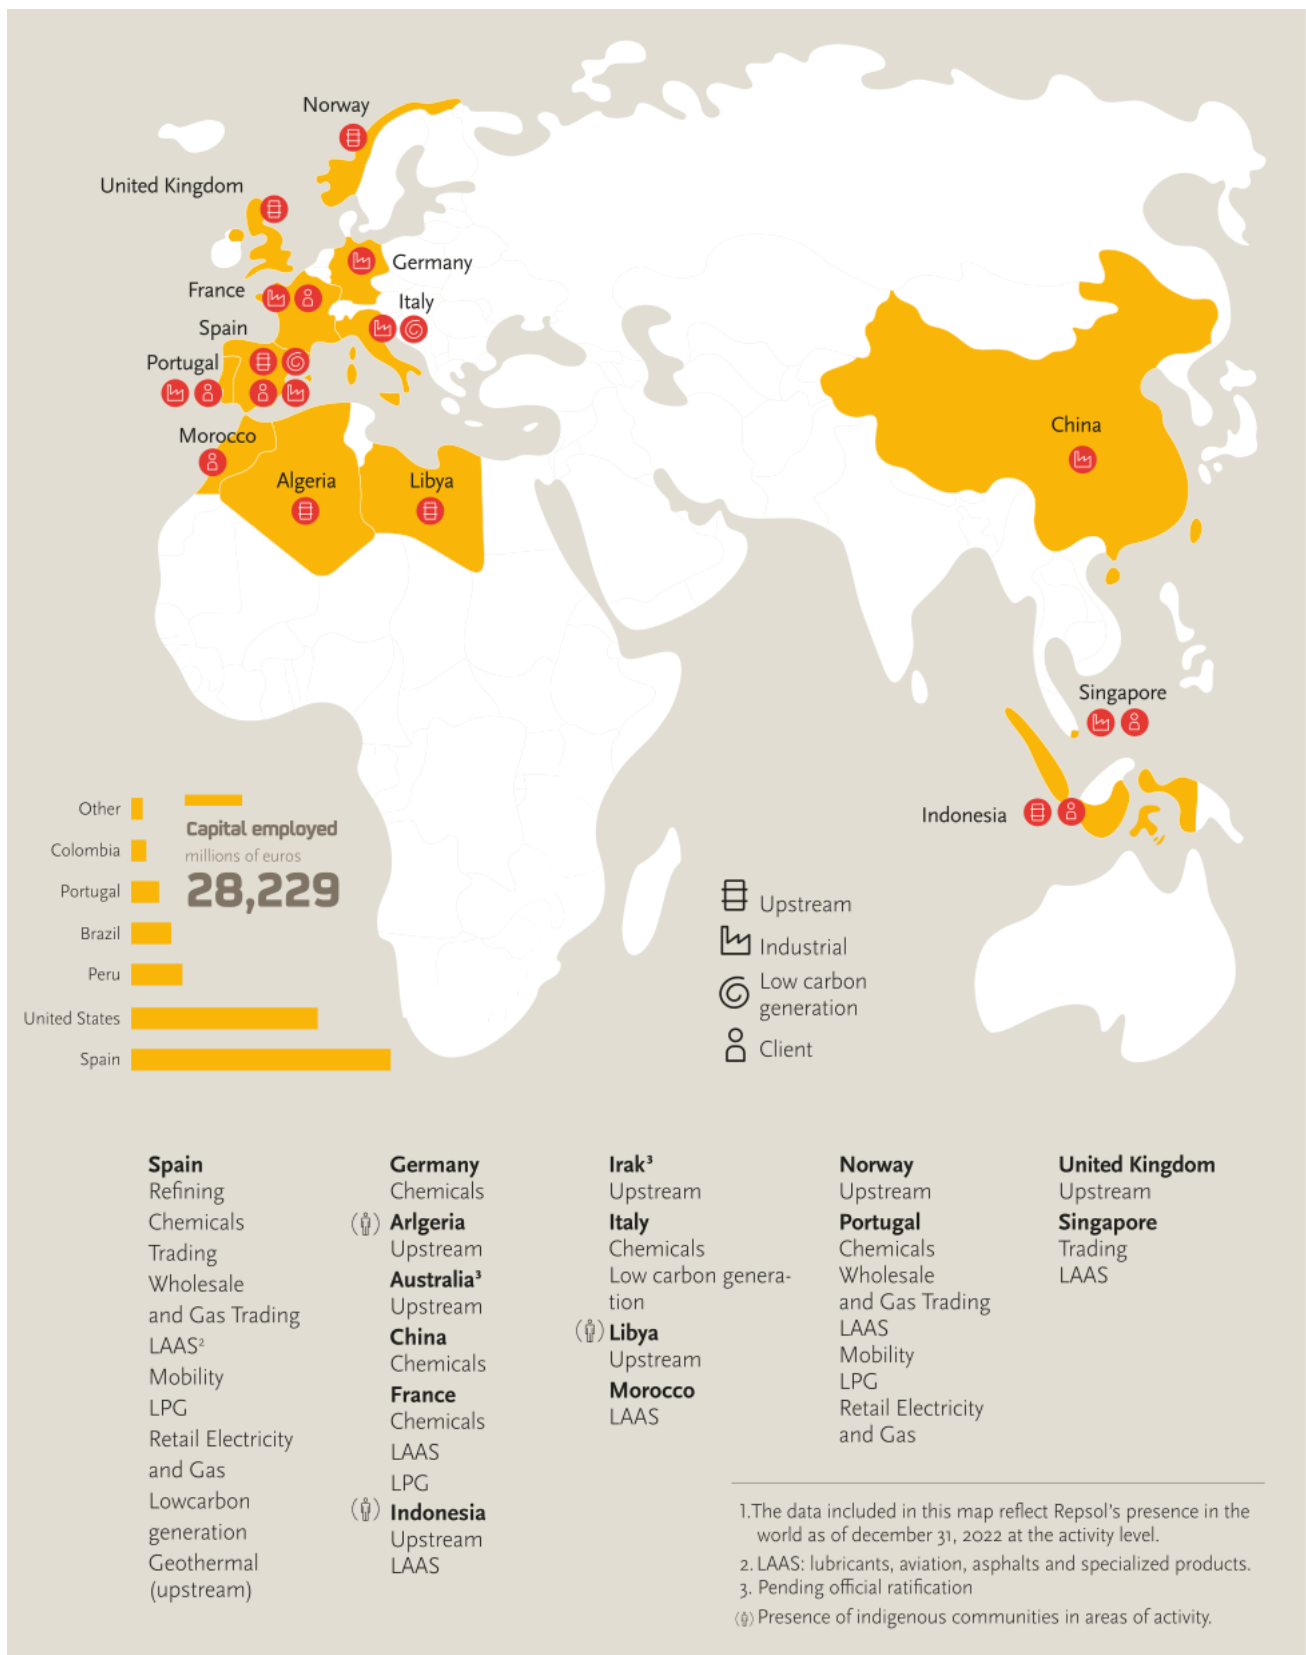 Norway
United Kingdom
Germany
France
Italy
Spain
Portugal
Morocco
Algeria
Libya
China
Singapore
Indonesia
Other
Colombia
Portugal
Brazil
Peru
United States
Spain
Capital employed
millions of euros
28,229
Upstream
Industrial
Low carbon
generation
Client
Spain
Refining
Chemicals
Trading
Wholesale
and Gas Trading
LAAS²
Mobility
LPG
Retail Electricity
and Gas
Lowcarbon
generation
Geothermal
(upstream)
Germany
Chemicals
Arlgeria
Upstream
Australia³
Upstream
China
Chemicals
France
Chemicals
LAAS
LPG
Indonesia
Upstream
LAAS
Irak³
Upstream
Italy
Chemicals
Low carbon genera-
tion
Libya
Upstream
Morocco
LAAS
Norway
Upstream
Portugal
Chemicals
Wholesale
and Gas Trading
LAAS
Mobility
LPG
Retail Electricity
and Gas
United Kingdom
Upstream
Singapore
Trading
LAAS
1.The data included in this map reflect Repsol's presence in the
world as of december 31, 2022 at the activity level.
2. LAAS: lubricants, aviation, asphalts and specialized products.
3. Pending official ratification
Presence of indigenous communities in areas of activity.